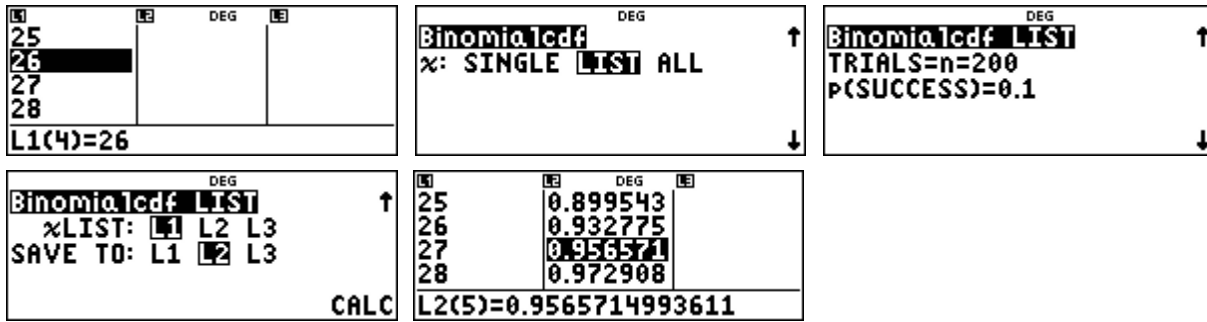 L1 L2 DEG L3
25
26
27
28
L1(4)=26
DEG
Binomialcdf ↑
x: SINGLE LIST ALL
↓
DEG
Binomialcdf LIST ↑
TRIALS=n=200
p(SUCCESS)=0.1
↓
DEG
Binomialcdf LIST ↑
xLIST: L1 L2 L3
SAVE TO: L1 L2 L3
CALC
L1 L2 DEG L3
25 0.899543
26 0.932775
27 0.956571
28 0.972908
L2(5)=0.9565714993611